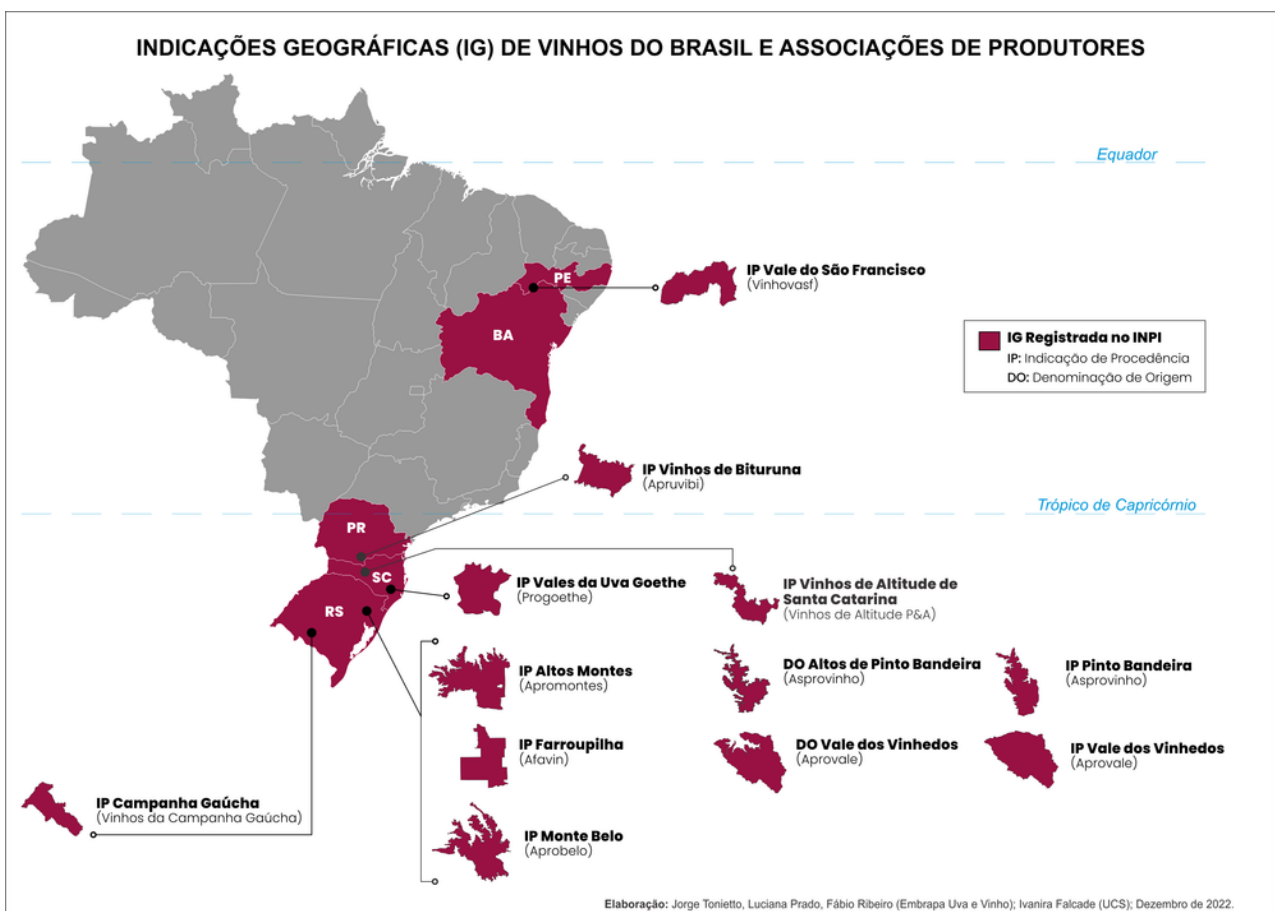 INDICAÇÕES GEOGRÁFICAS (IG) DE VINHOS DO BRASIL E ASSOCIAÇÕES DE PRODUTORES
Equador
PE
IP Vale do São Francisco
(Vinhovasf)
BA
IG Registrada no INPI
IP: Indicação de Procedência
DO: Denominação de Origem
IP Vinhos de Bituruna
(Apruvibi)
Trópico de Capricórnio
PR
SC
RS
IP Vales da Uva Goethe
(Progoethe)
IP Vinhos de Altitude de
Santa Catarina
(Vinhos de Altitude P&A)
IP Altos Montes
(Apromontes)
DO Altos de Pinto Bandeira
(Asprovinho)
IP Pinto Bandeira
(Asprovinho)
IP Farroupilha
(Afavin)
DO Vale dos Vinhedos
(Aprovale)
IP Vale dos Vinhedos
(Aprovale)
IP Campanha Gaúcha
(Vinhos da Campanha Gaúcha)
IP Monte Belo
(Aprobelo)
Elaboração: Jorge Tonietto, Luciana Prado, Fábio Ribeiro (Embrapa Uva e Vinho); Ivanira Falcade (UCS); Dezembro de 2022.